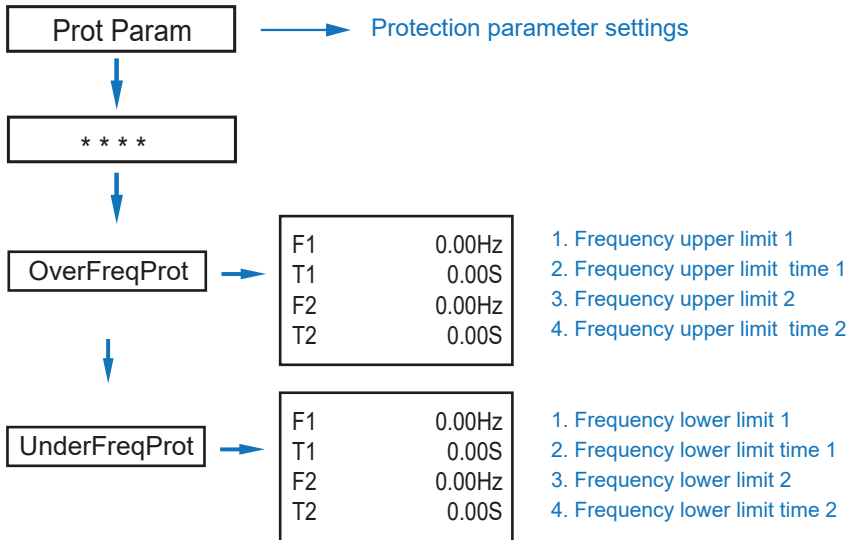 Prot Param
Protection parameter settings
* * * *
OverFreqProt
F1 0.00Hz
T1 0.00S
F2 0.00Hz
T2 0.00S
1. Frequency upper limit 1
2. Frequency upper limit time 1
3. Frequency upper limit 2
4. Frequency upper limit time 2
UnderFreqProt
F1 0.00Hz
T1 0.00S
F2 0.00Hz
T2 0.00S
1. Frequency lower limit 1
2. Frequency lower limit time 1
3. Frequency lower limit 2
4. Frequency lower limit time 2